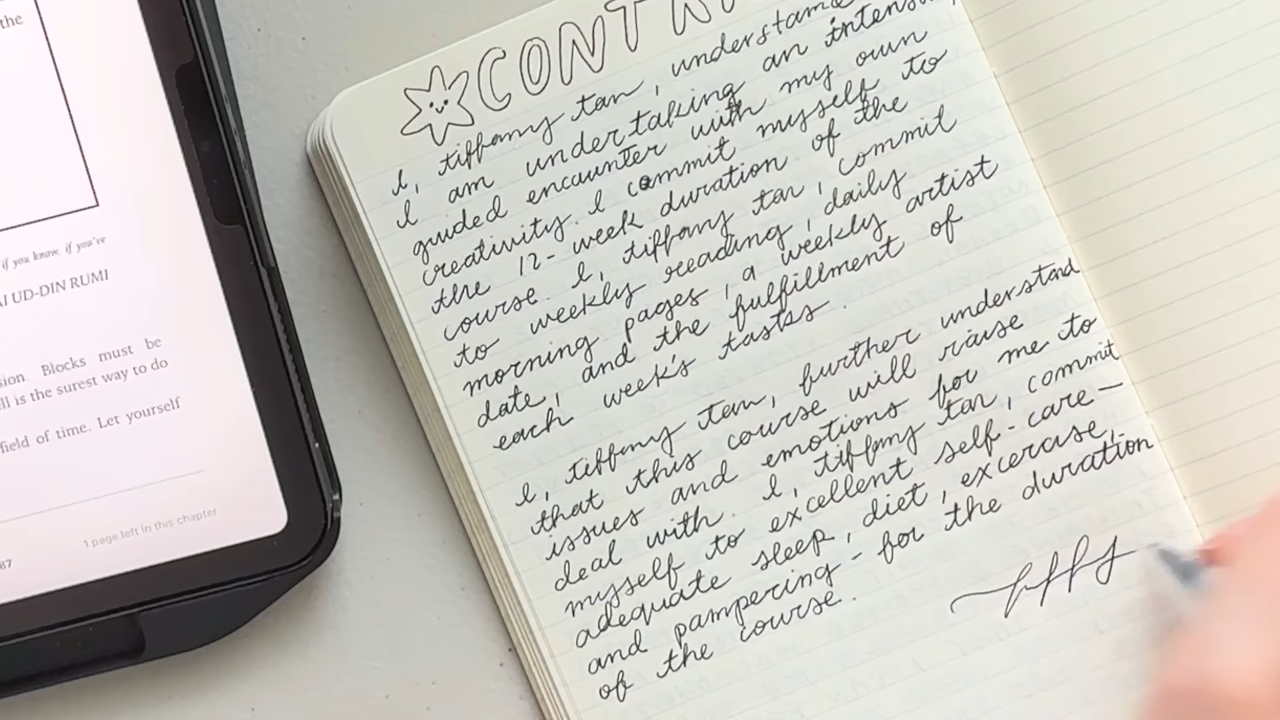 the
if you know, if you've
UD-DIN RUMI
Blocks must be
is the surest way to do
field of time. Let yourself
1 page left in this chapter
87
CONT
I, tiffany tan, understand
I am undertaking an intensive,
guided encounter with my own
creativity. I commit myself to
the 12-week duration of the
course. I, tiffany tan, commit
to weekly reading, daily
morning pages, a weekly artist
date, and the fulfillment of
each week's tasks.
I, tiffany tan, further understand
that this course will raise
issues and emotions for me to
deal with. I, tiffany tan, commit
myself to excellent self-care—
adequate sleep, diet, excercise,
and pampering - for the duration
of the course.